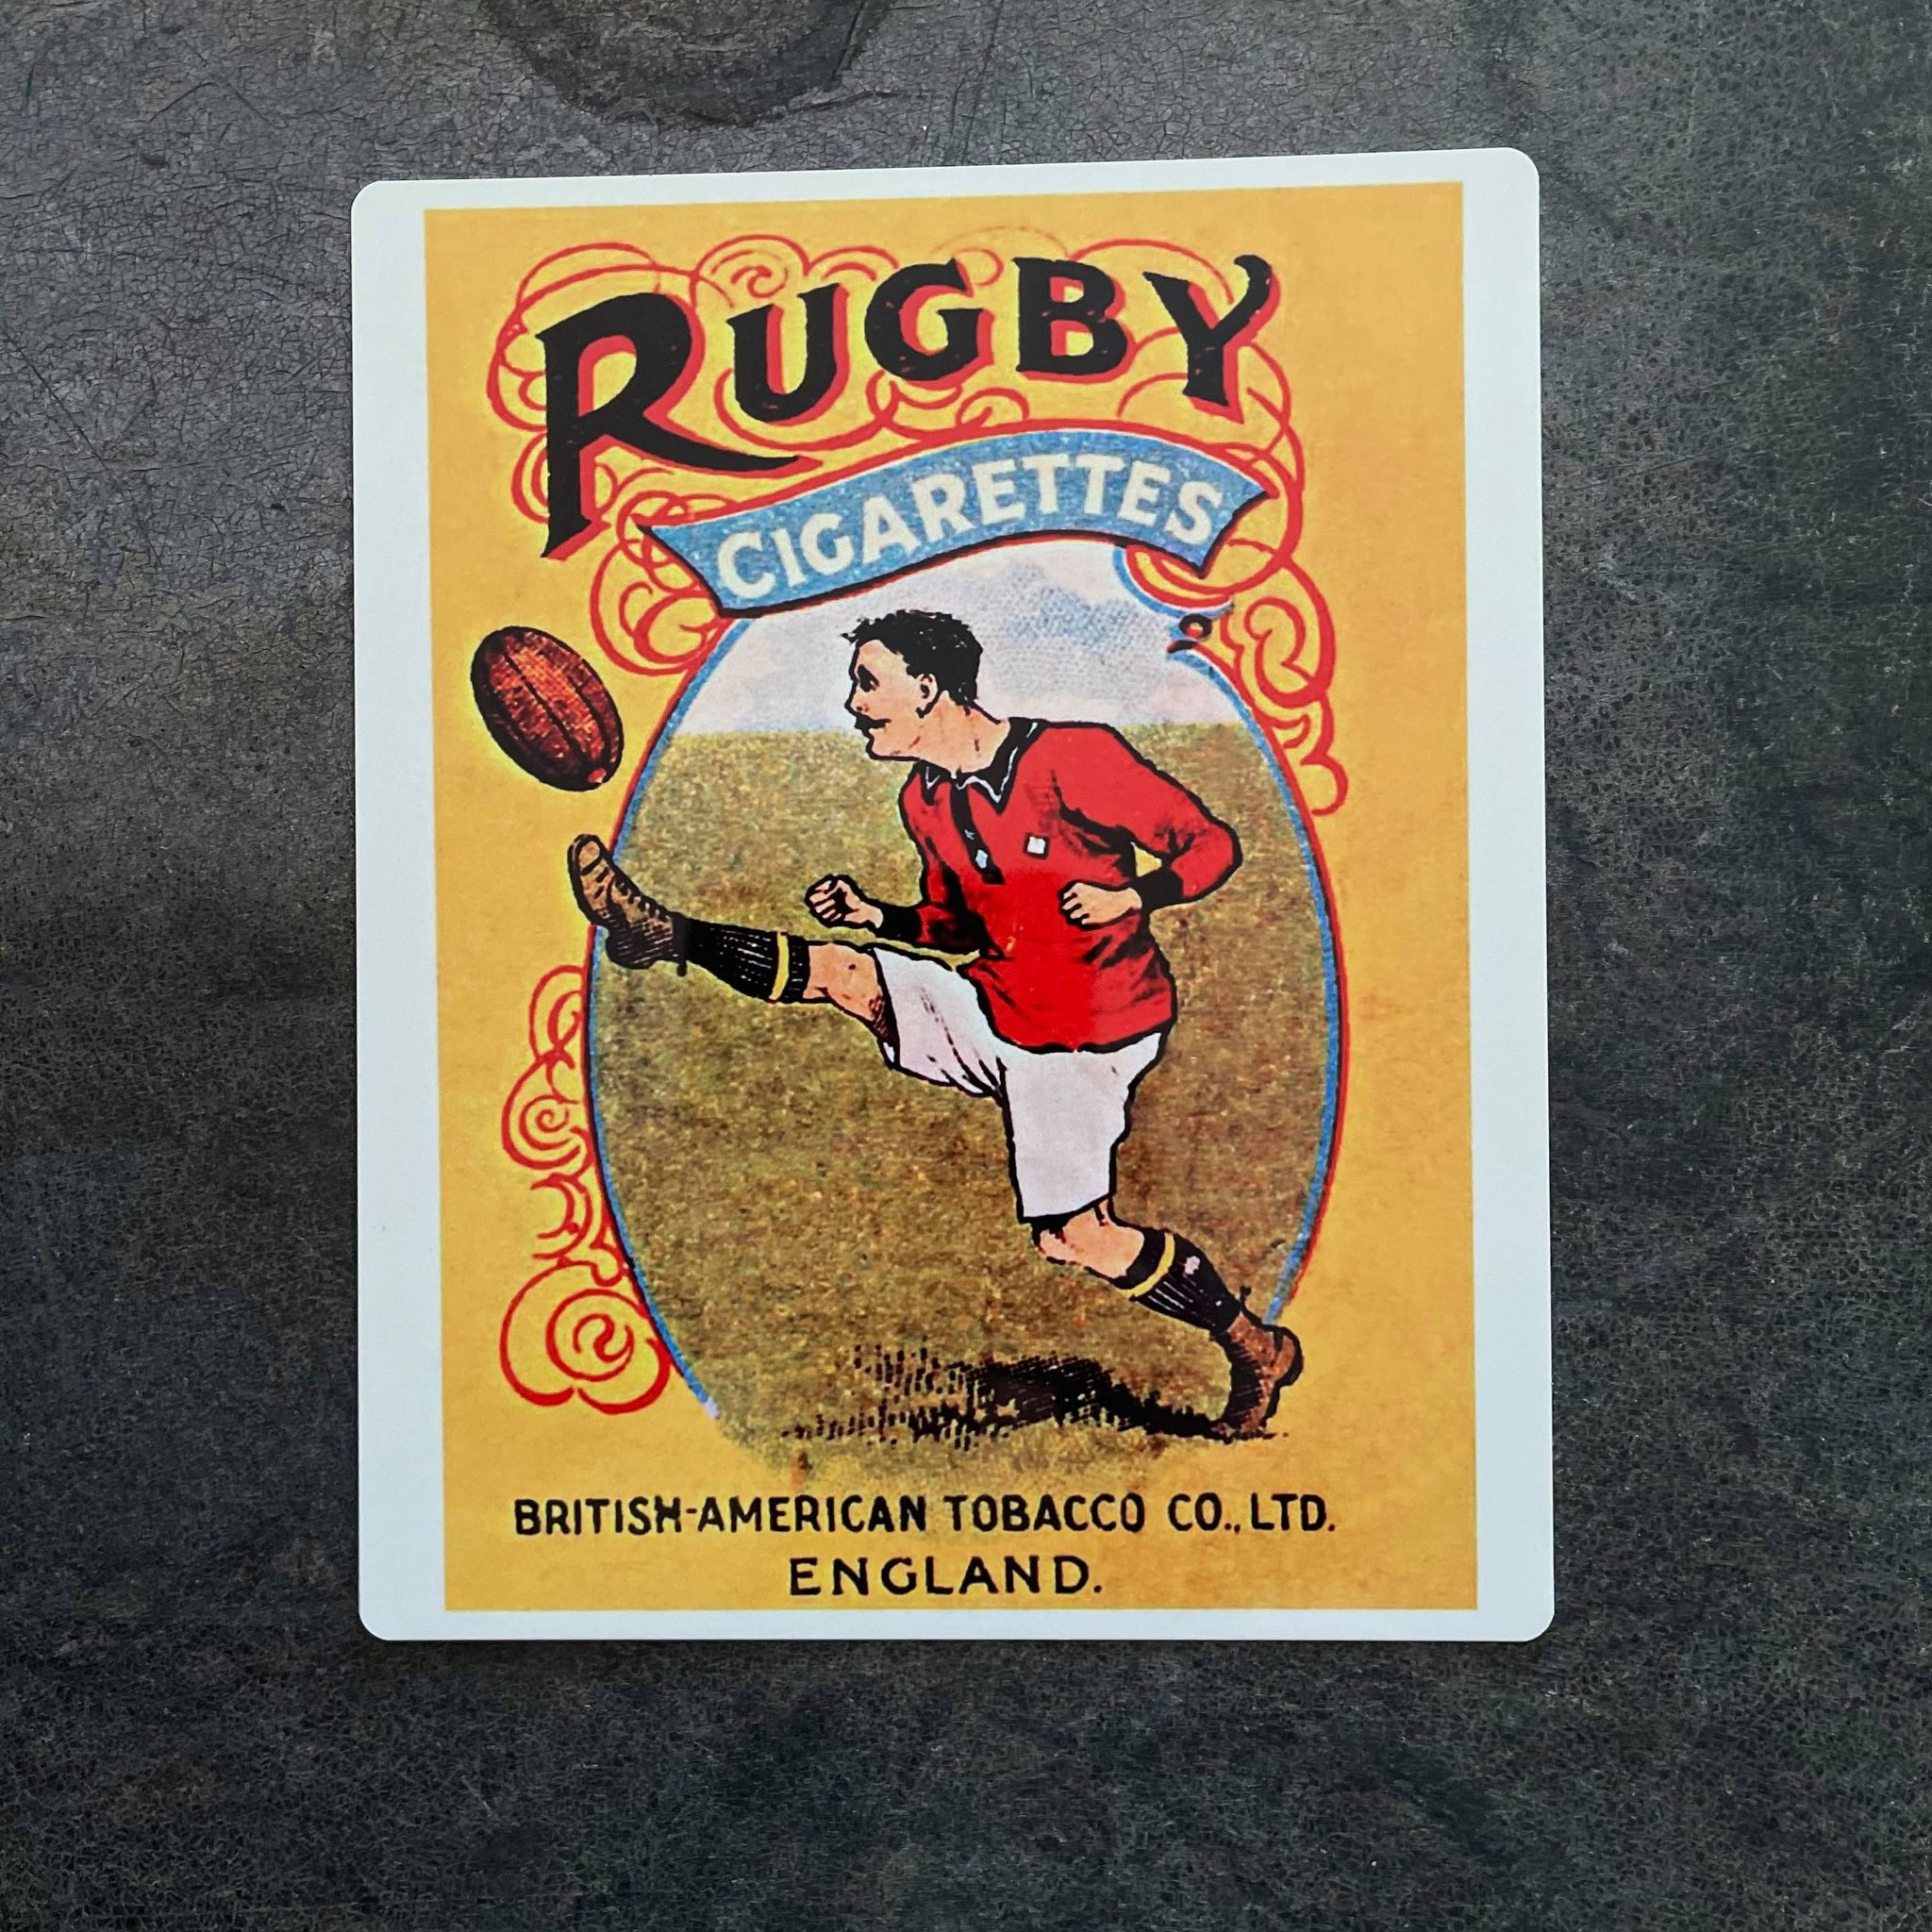 RUGBY
CIGARETTES
BRITISH-AMERICAN TOBACCO CO., LTD.
ENGLAND.